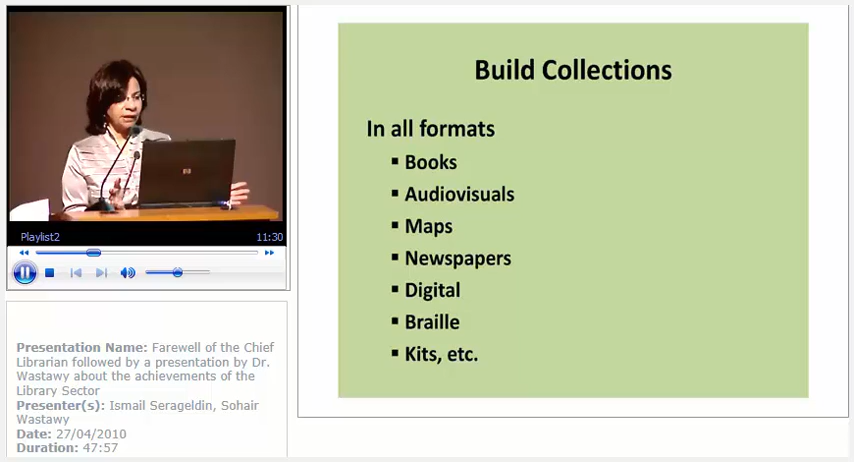 Playlist2 11:30
Presentation Name: Farewell of the Chief
Librarian followed by a presentation by Dr.
Wastawy about the achievements of the
Library Sector
Presenter(s): Ismail Serageldin, Sohair
Wastawy
Date: 27/04/2010
Duration: 47:57
Build Collections
In all formats
▪ Books
▪ Audiovisuals
▪ Maps
▪ Newspapers
▪ Digital
▪ Braille
▪ Kits, etc.